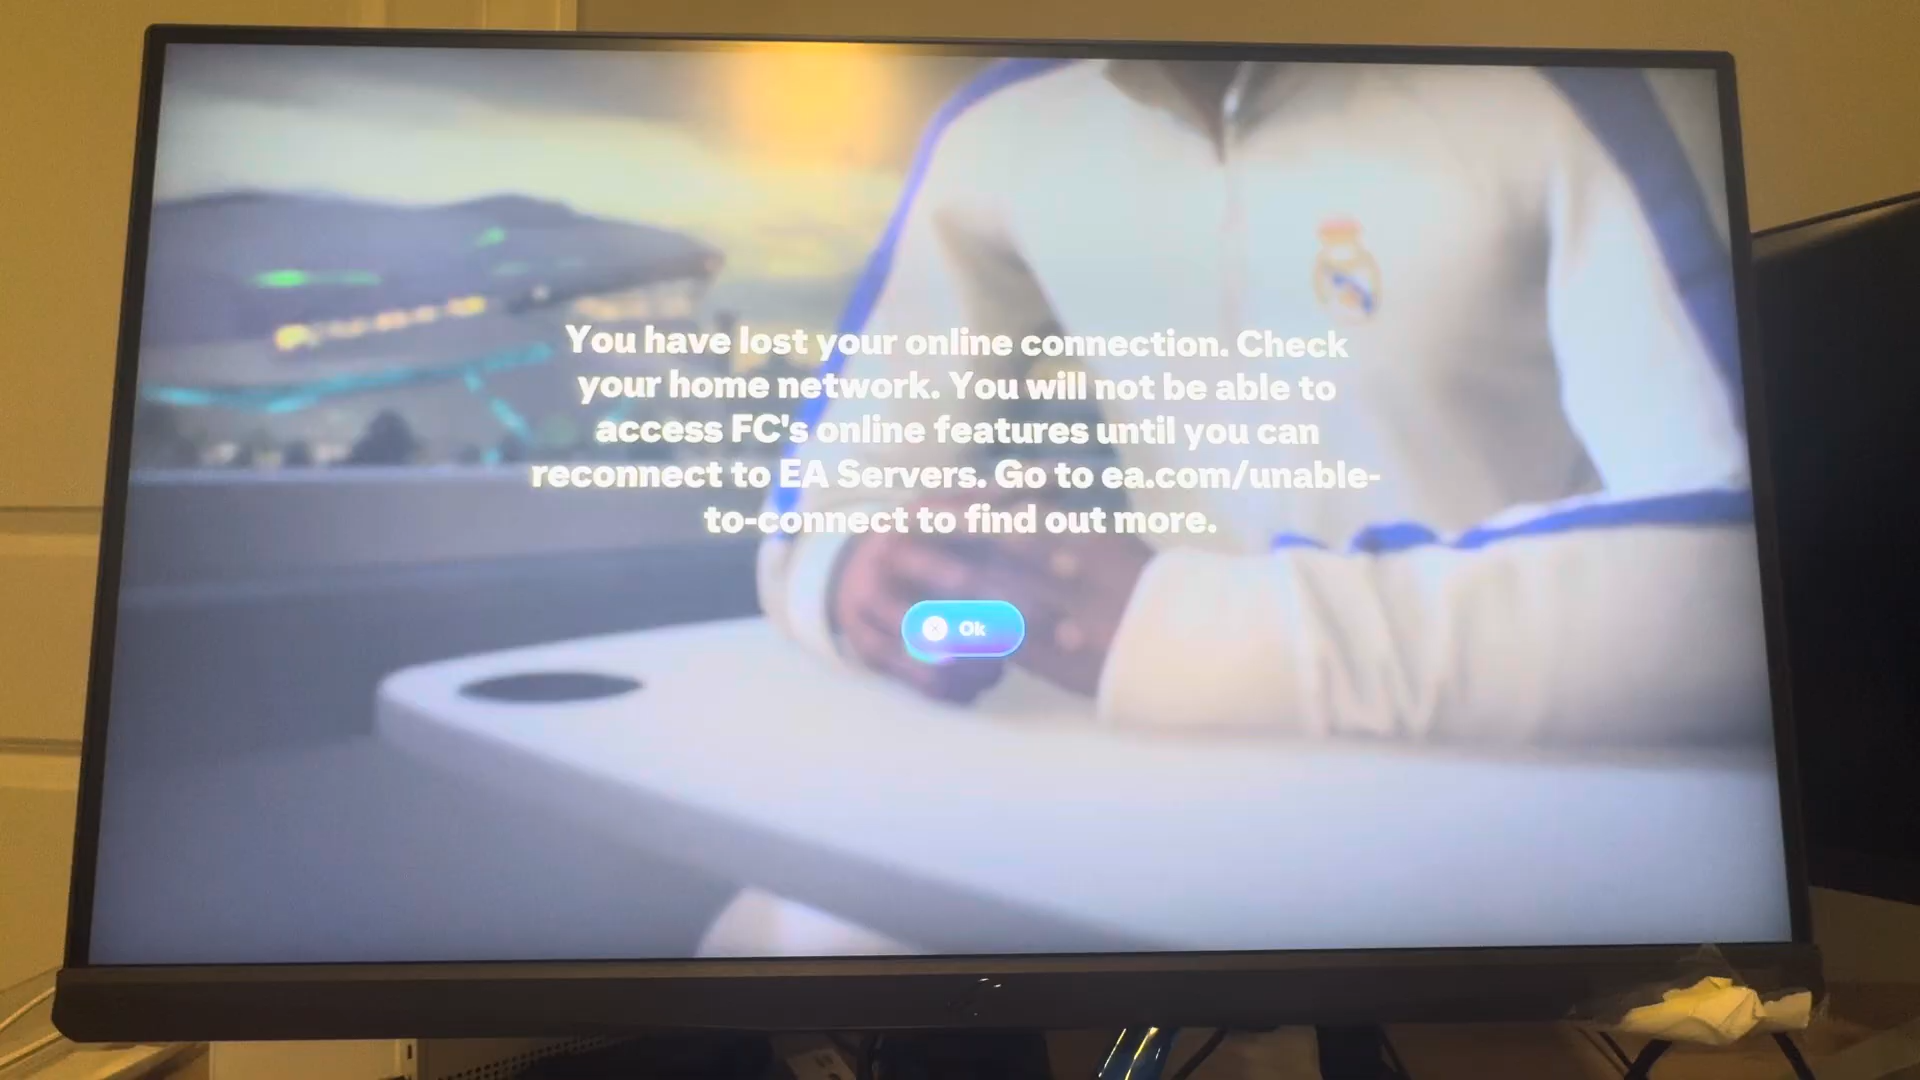 You have lost your online connection. Check
your home network. You will not be able to
access FC's online features until you can
reconnect to EA Servers. Go to ea.com/unable-
to-connect to find out more.
Ok